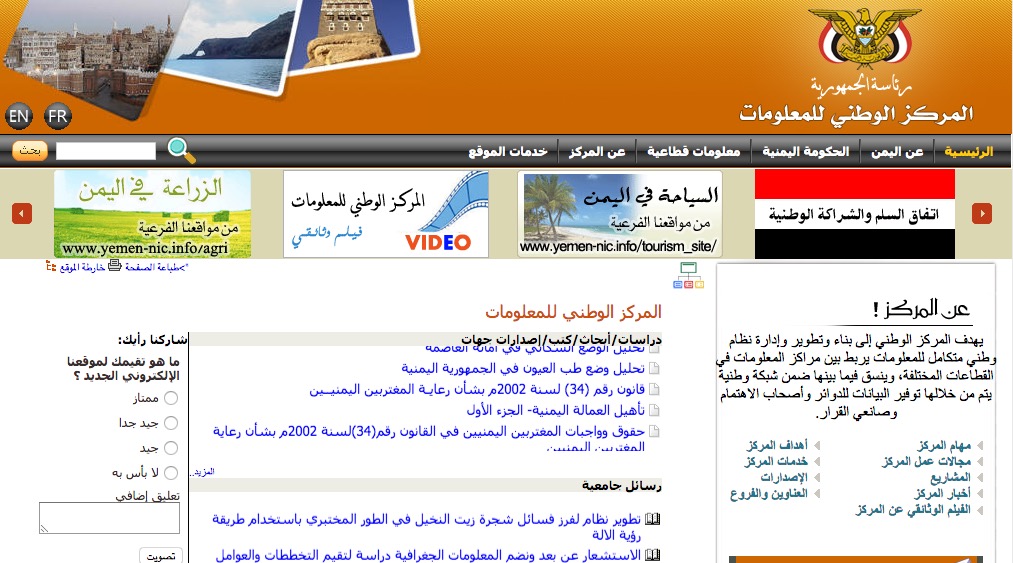 رئاسة الجمهورية
المركز الوطني للمعلومات
EN FR
الرئيسية
عن اليمن
الحكومة اليمنية
معلومات قطاعية
عن المركز
خدمات الموقع
بحث
اتفاق السلم والشراكة الوطنية
السياحة في اليمن
من مواقعنا الفرعية
www.yemen-nic.info/tourism_site/
المركز الوطني للمعلومات
فيلم وثائقي
VIDEO
الزراعة في اليمن
من مواقعنا الفرعية
www.yemen-nic.info/agri
عن المركز !
يهدف المركز الوطني إلى بناء وتطوير وإدارة نظام
وطني متكامل للمعلومات يربط بين مراكز المعلومات في
القطاعات المختلفة، وينسق فيما بينها ضمن شبكة وطنية
يتم من خلالها توفير البيانات للدوائر وأصحاب الاهتمام
وصانعي القرار.
مهام المركز
مجالات عمل المركز
المشاريع
أخبار المركز
الفيلم الوثائقي عن المركز
أهداف المركز
خدمات المركز
الإصدارات
العناوين والفروع
">طباعة الصفحة خارطة الموقع
المركز الوطني للمعلومات
دراسات/أبحاث/كتب/إصدارات جهات
تحليل الوضع السكاني في أمانة العاصمة
تحليل وضع طب العيون في الجمهورية اليمنية
قانون رقم (34) لسنة 2002م بشأن رعاية المغتربين اليمنيــين
تأهيل العمالة اليمنية- الجزء الأول
حقوق وواجبات المغتربين اليمنيين في القانون رقم(34)لسنة 2002م بشأن رعاية
المغتربين اليمنيين
المزيد..
رسائل جامعية
تطوير نظام لفرز فسائل شجرة زيت النخيل في الطور المختبري باستخدام طريقة
رؤية الالة
الاستشعار عن بعد ونضم المعلومات الجغرافية دراسة لتقيم التخططات والعوامل
شاركنا رأيك:
ما هو تقيمك لموقعنا
الإلكتروني الجديد ؟
ممتاز
جيد جدا
جيد
لا بأس به
تعليق إضافي
تصويت